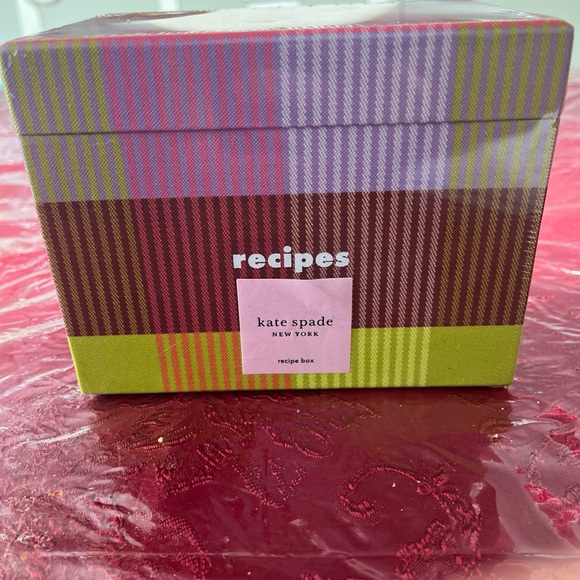 recipes
kate spade
NEW YORK
recipe box